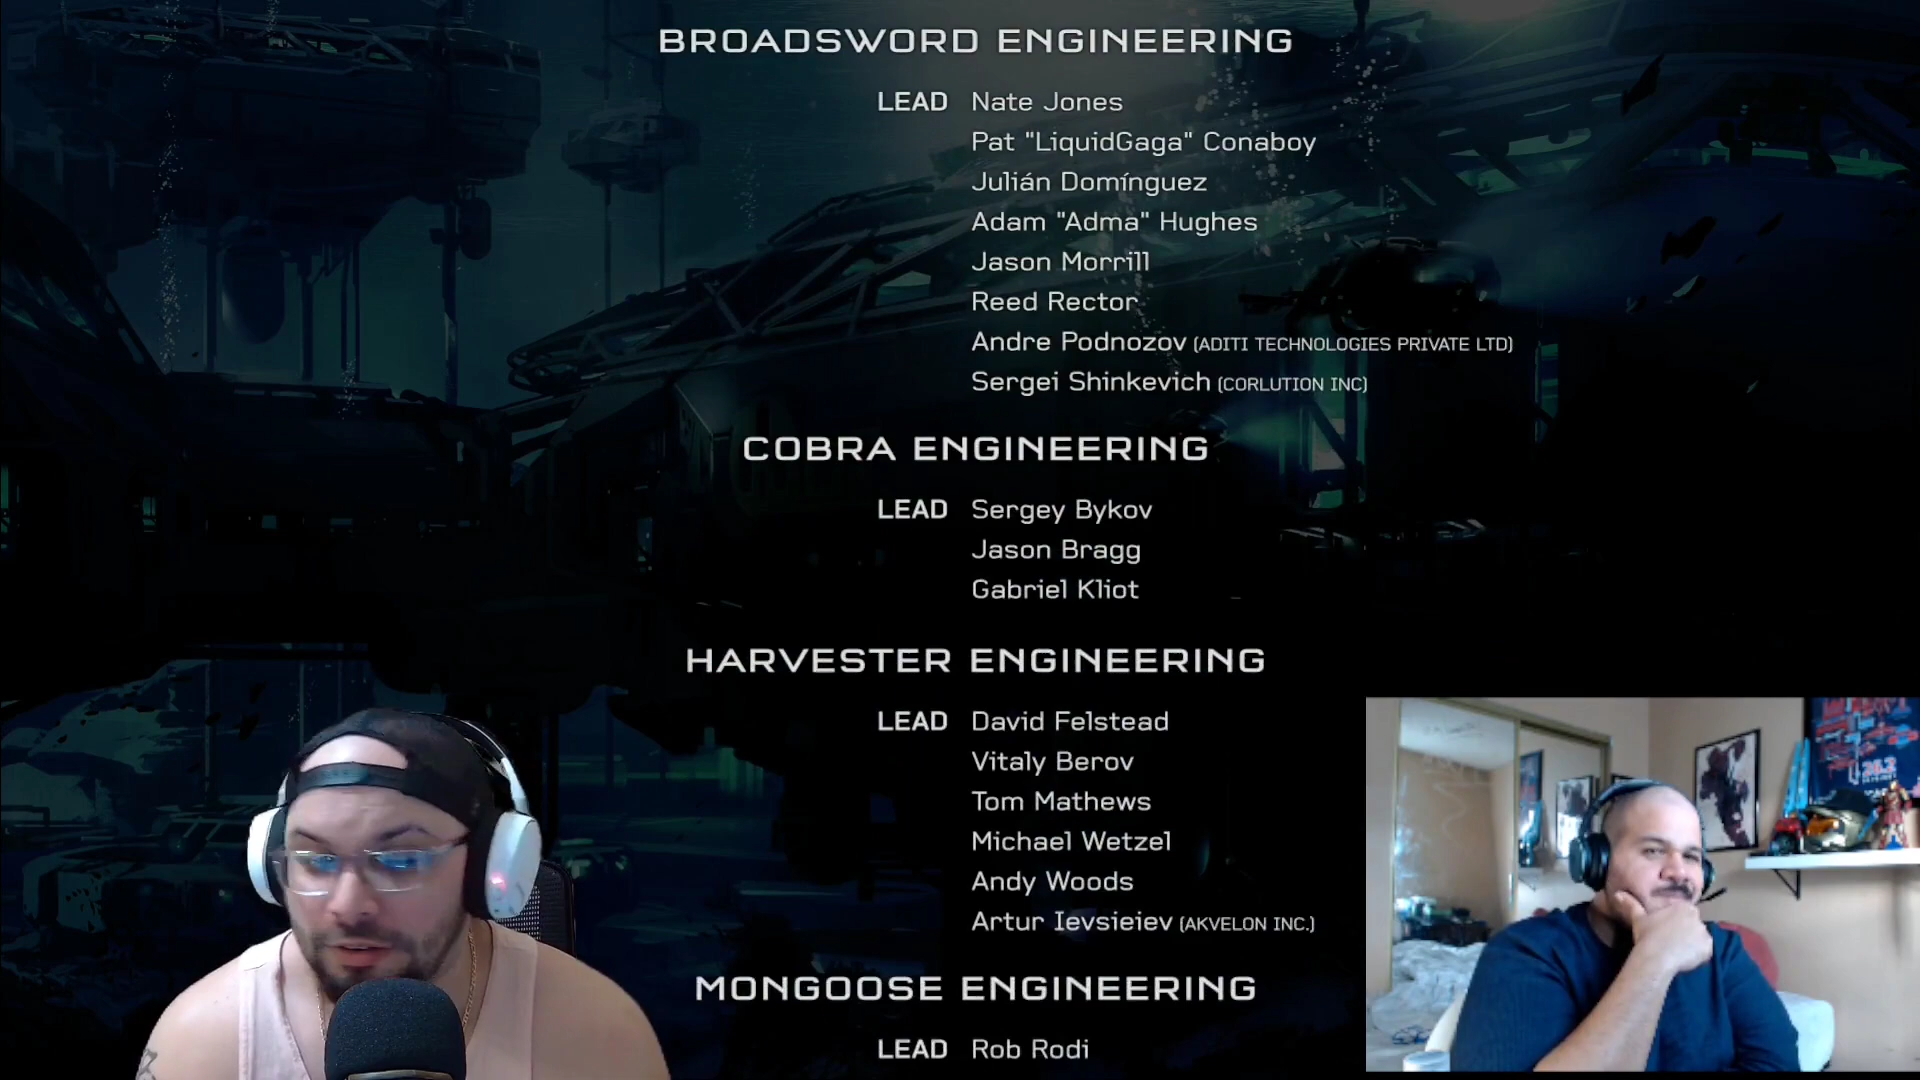 BROADSWORD ENGINEERING
LEAD Nate Jones
Pat "LiquidGaga" Conaboy
Julián Domínguez
Adam "Adma" Hughes
Jason Morrill
Reed Rector
Andre Podnozov (ADITI TECHNOLOGIES PRIVATE LTD)
Sergei Shinkevich (CORLUTION INC)
COBRA ENGINEERING
LEAD Sergey Bykov
Jason Bragg
Gabriel Kliot
HARVESTER ENGINEERING
LEAD David Felstead
Vitaly Berov
Tom Mathews
Michael Wetzel
Andy Woods
Artur Ievsieiev (AKVELON INC.)
MONGOOSE ENGINEERING
LEAD Rob Rodi
26.2